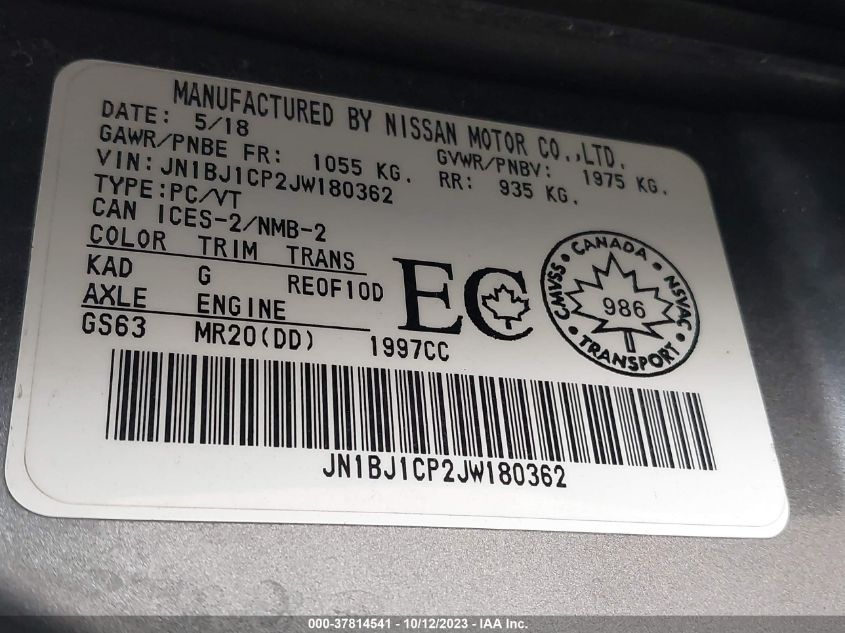 MANUFACTURED BY NISSAN MOTOR CO.,LTD.
DATE: 5/18
GVWR/PNBV: 1975 KG.
GAWR/PNBE FR: 1055 KG. RR: 935 KG.
VIN: JN1BJ1CP2JW180362
TYPE:PC/VT
CAN ICES-2/NMB-2
COLOR TRIM TRANS
KAD G RE0F10D
AXLE ENGINE
GS63 MR20(DD) 1997CC
EC
CANADA
CMVSS
NSVAC
986
TRANSPORT
JN1BJ1CP2JW180362
000-37814541 - 10/12/2023 - IAA Inc.